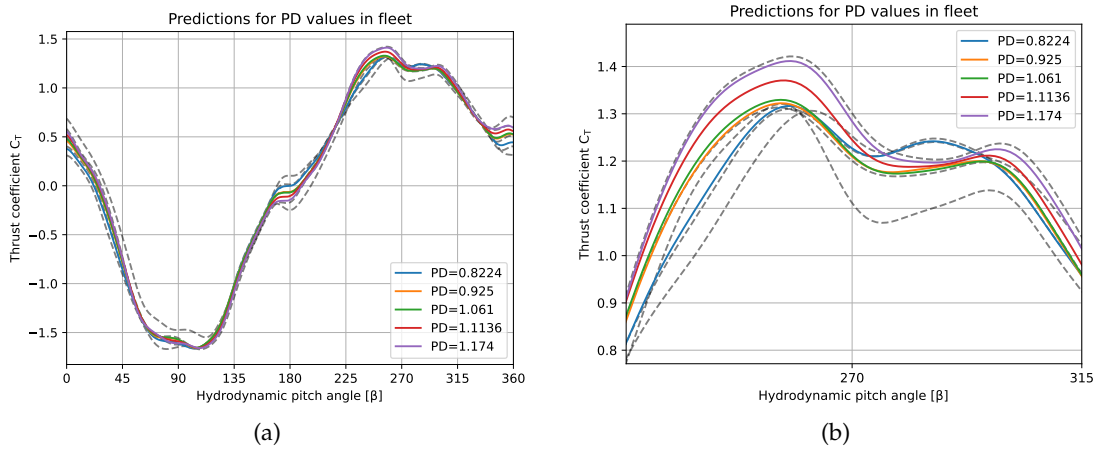 Predictions for PD values in fleet
Thrust coefficient C_T
1.5
1.0
0.5
0.0
−0.5
−1.0
−1.5
PD=0.8224
PD=0.925
PD=1.061
PD=1.1136
PD=1.174
0 45 90 135 180 225 270 315 360
Hydrodynamic pitch angle [β]
(a)
Predictions for PD values in fleet
Thrust coefficient C_T
1.4
1.3
1.2
1.1
1.0
0.9
0.8
PD=0.8224
PD=0.925
PD=1.061
PD=1.1136
PD=1.174
270 315
Hydrodynamic pitch angle [β]
(b)